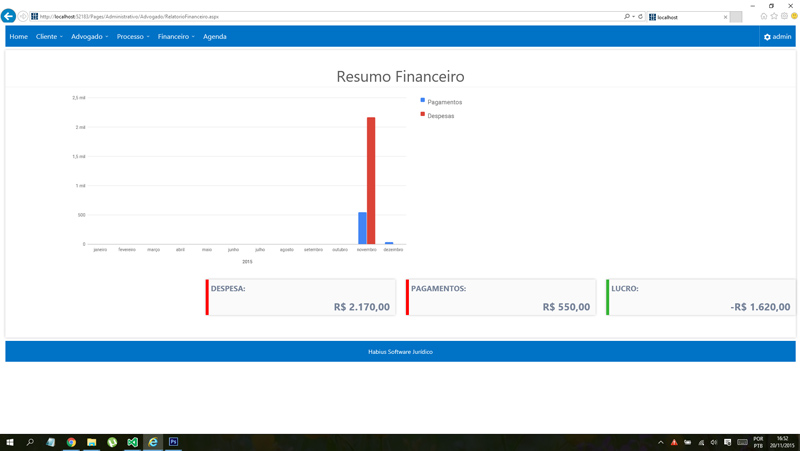 http://localhost:52183/Pages/Administrativo/Advogado/RelatorioFinanceiro.aspx
localhost
Home Cliente Advogado Processo Financeiro Agenda admin
Resumo Financeiro
2,5 mil
2 mil
1,5 mil
1 mil
500
0
janeiro fevereiro março abril maio junho julho agosto setembro outubro novembro dezembro
2015
Pagamentos
Despesas
DESPESA:
R$ 2.170,00
PAGAMENTOS:
R$ 550,00
LUCRO:
-R$ 1.620,00
Habius Software Jurídico
POR
PTB
16:52
20/11/2015